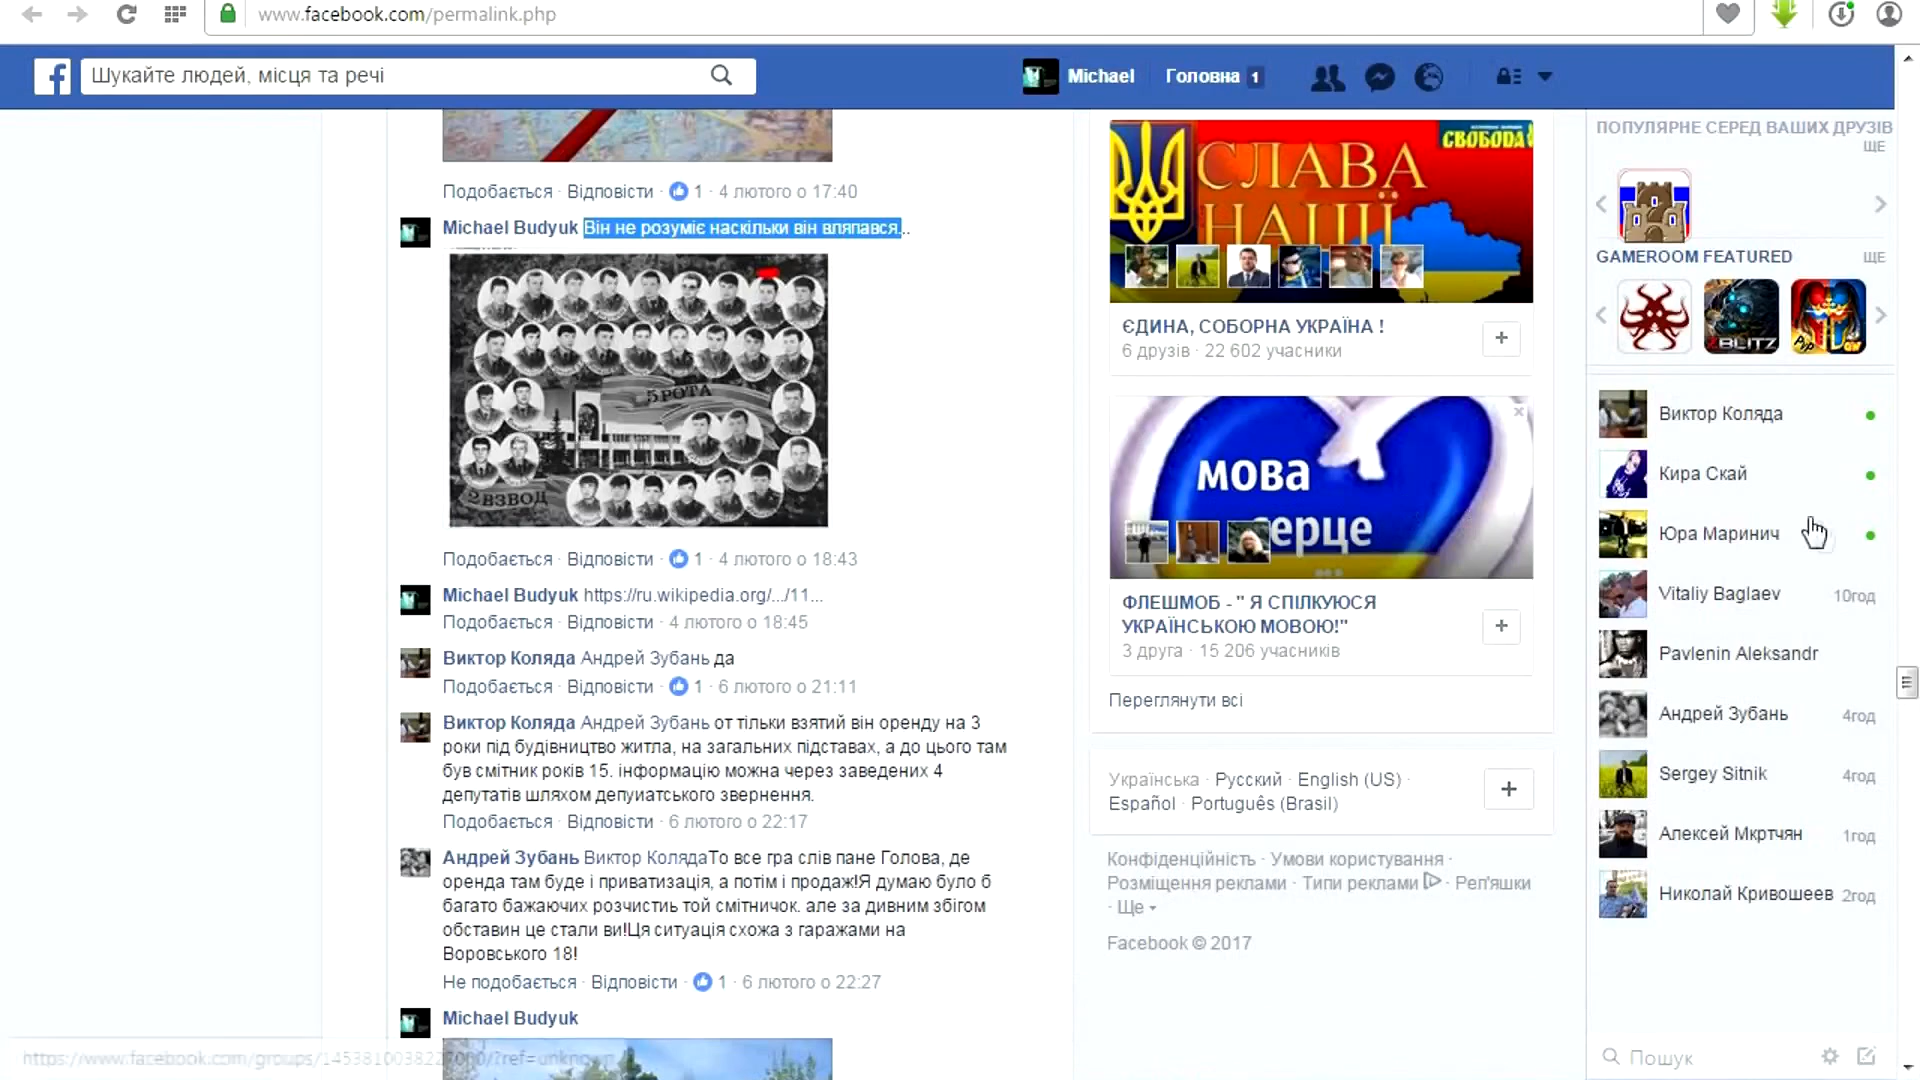 www.facebook.com/permalink.php
Шукайте людей, місця та речі
Michael
Головна 1
Подобається · Відповісти · 1 · 4 лютого о 17:40
Michael Budyuk Він не розуміє наскільки він вляпався...
5 РОТА
2 ВЗВОД
Подобається · Відповісти · 1 · 4 лютого о 18:43
Michael Budyuk https://ru.wikipedia.org/.../11...
Подобається · Відповісти · 4 лютого о 18:45
Виктор Коляда Андрей Зубань да
Подобається · Відповісти · 1 · 6 лютого о 21:11
Виктор Коляда Андрей Зубань от тільки взятий він оренду на 3
роки під будівництво житла, на загальних підставах, а до цього там
був смітник років 15. інформацію можна через заведених 4
депутатів шляхом депуиатського звернення.
Подобається · Відповісти · 6 лютого о 22:17
Андрей Зубань Виктор КолядаТо все гра слів пане Голова, де
оренда там буде і приватизація, а потім і продаж!Я думаю було б
багато бажаючих розчистиь той смітничок. але за дивним збігом
обставин це стали ви!Ця ситуація схожа з гаражами на
Воровського 18!
Не подобається · Відповісти · 1 · 6 лютого о 22:27
Michael Budyuk
https://www.facebook.com/groups/1453810038227060/?ref=unknown
СЛАВА
НАЦІЇ
СВОБОДА
ЄДИНА, СОБОРНА УКРАЇНА !
6 друзів · 22 602 учасники
мова
серце
ФЛЕШМОБ - " Я СПІЛКУЮСЯ
УКРАЇНСЬКОЮ МОВОЮ!"
3 друга · 15 206 учасників
Переглянути всі
Українська · Русский · English (US) ·
Español · Português (Brasil)
Конфіденційність · Умови користування ·
Розміщення реклами · Типи реклами · Реп'яшки
· Ще
Facebook © 2017
ПОПУЛЯРНЕ СЕРЕД ВАШИХ ДРУЗІВ
ЩЕ
GAMEROOM FEATURED ЩЕ
BLITZ
PvP
Виктор Коляда
Кира Скай
Юра Маринич
Vitaliy Baglaev 10год
Pavlenin Aleksandr
Андрей Зубань 4год
Sergey Sitnik 4год
Алексей Мкртчян 1год
Николай Кривошеев 2год
Пошук